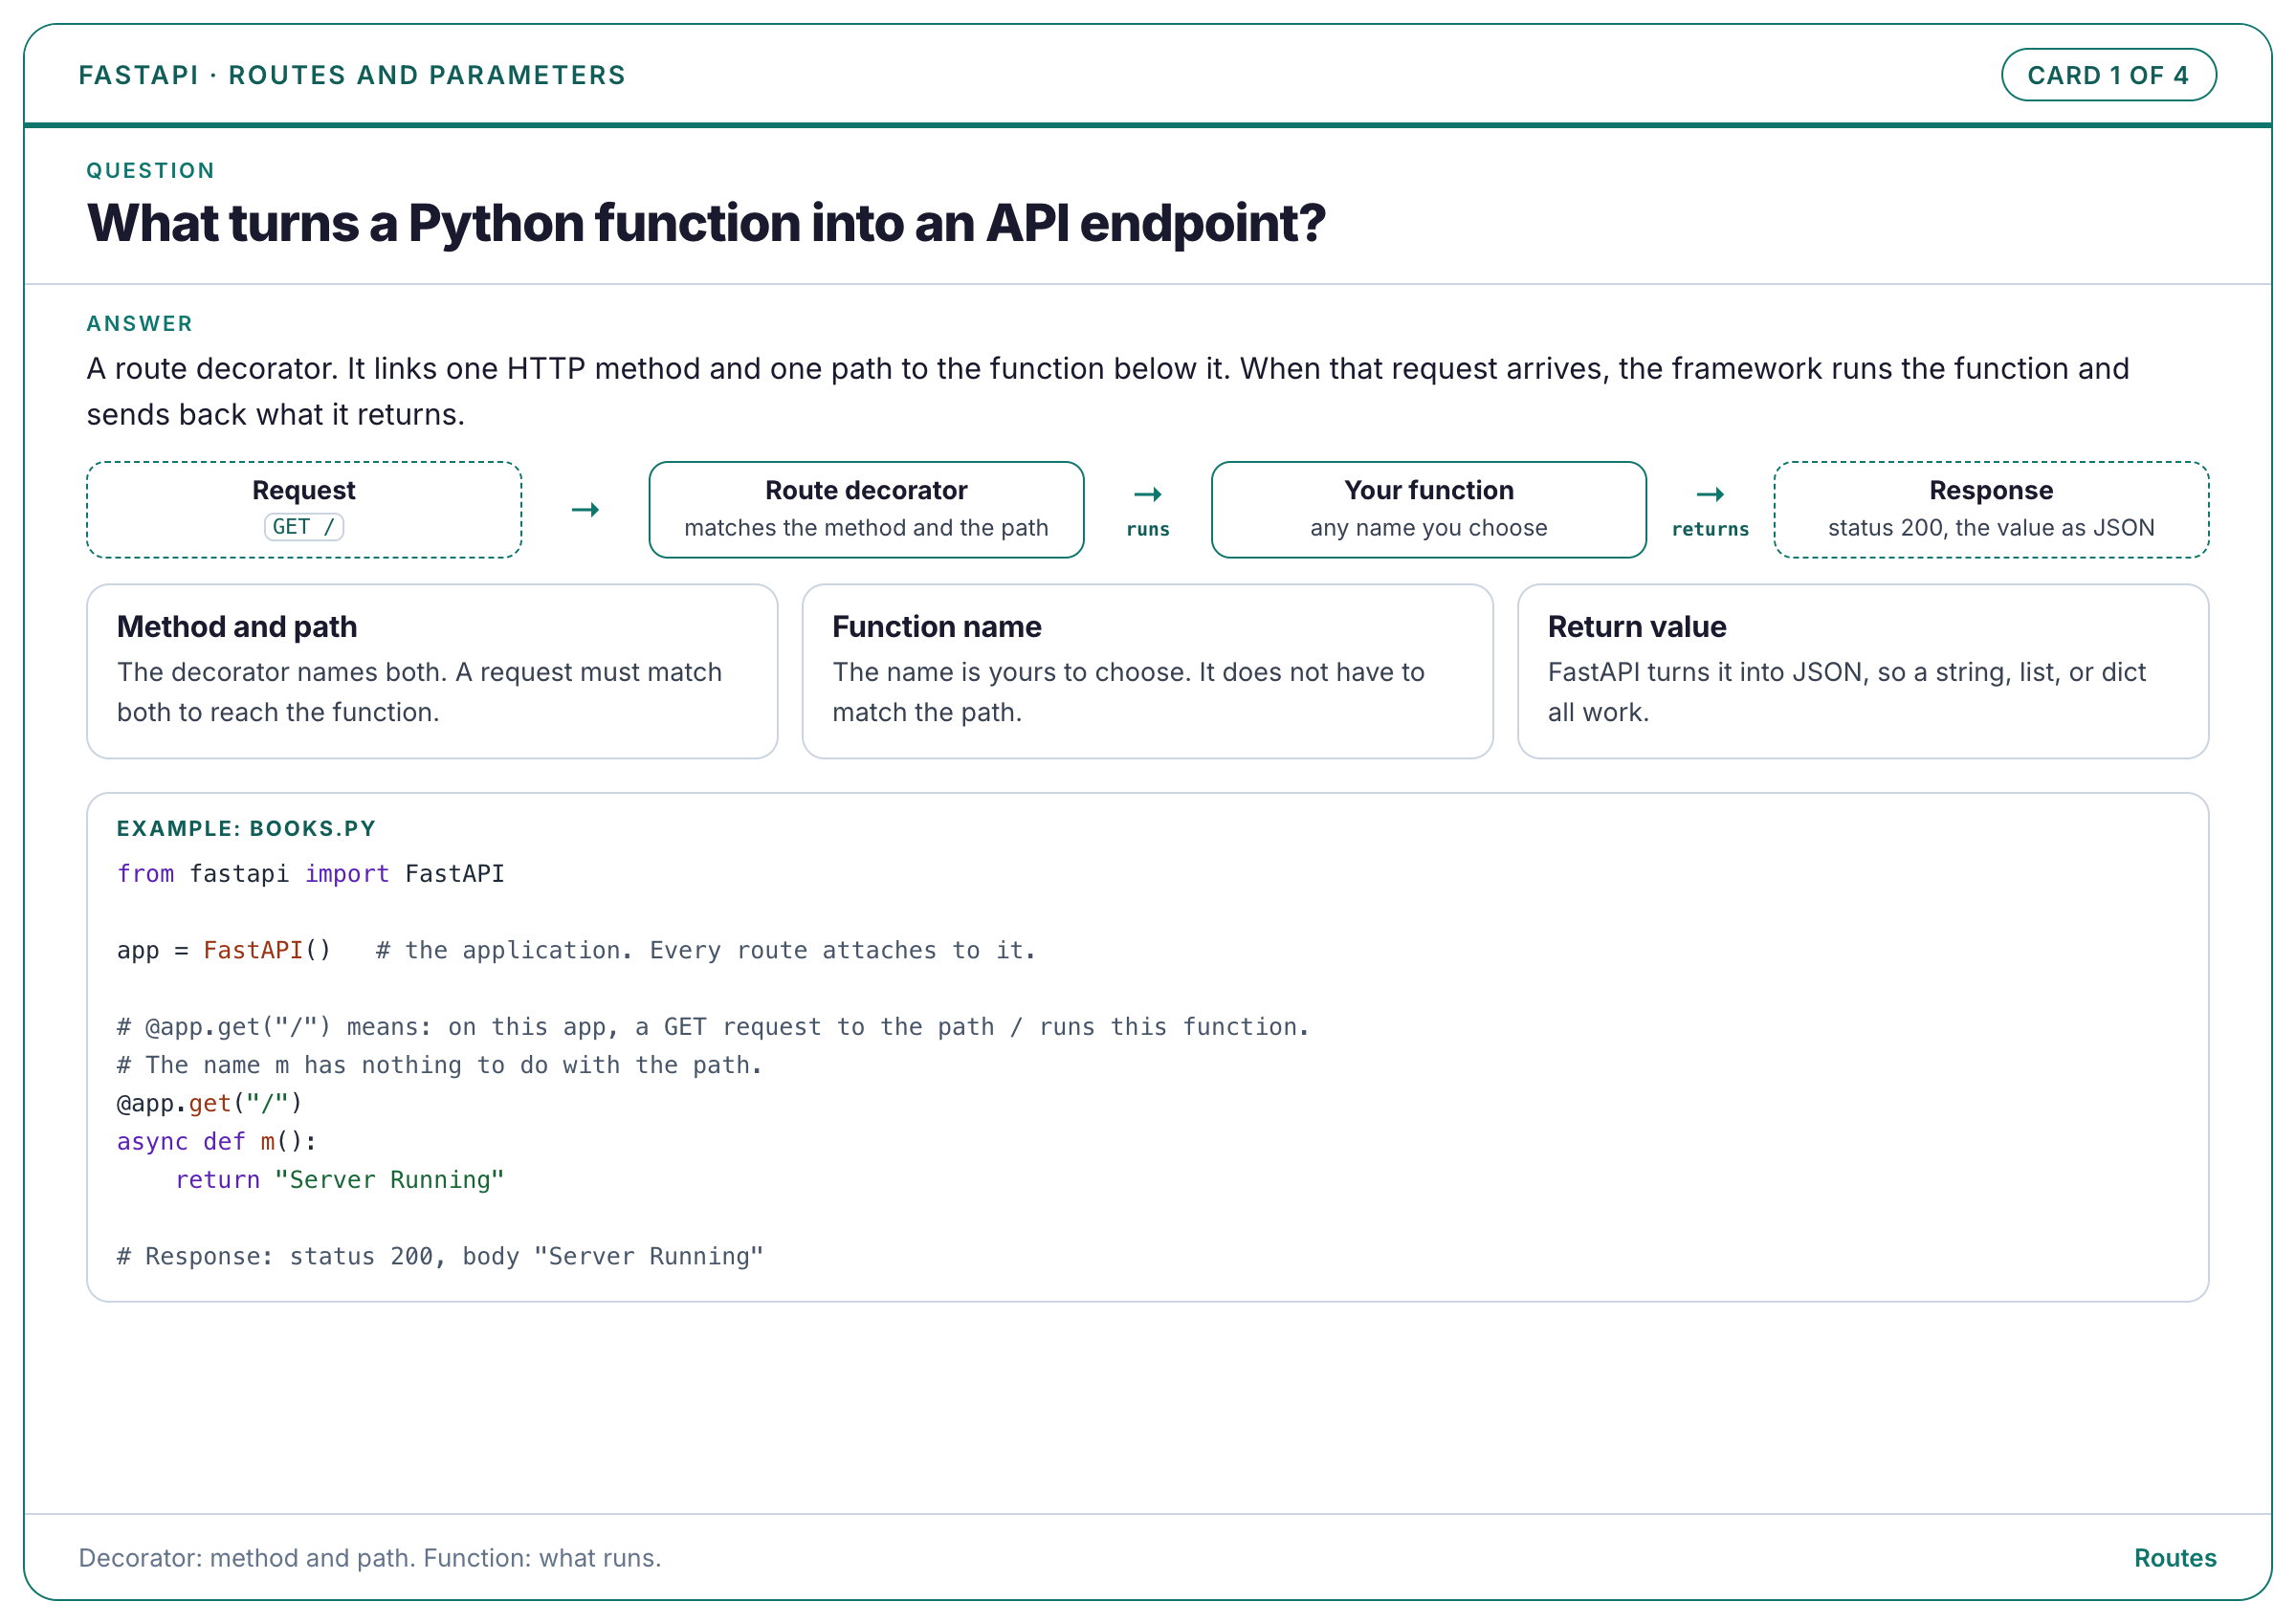 FASTAPI · ROUTES AND PARAMETERS
CARD 1 OF 4
QUESTION
What turns a Python function into an API endpoint?
ANSWER
A route decorator. It links one HTTP method and one path to the function below it. When that request arrives, the framework runs the function and
sends back what it returns.
Request
GET /
→
Route decorator
matches the method and the path
→
runs
Your function
any name you choose
→
returns
Response
status 200, the value as JSON
Method and path
The decorator names both. A request must match
both to reach the function.
Function name
The name is yours to choose. It does not have to
match the path.
Return value
FastAPI turns it into JSON, so a string, list, or dict
all work.
EXAMPLE: BOOKS.PY
from fastapi import FastAPI
app = FastAPI()   # the application. Every route attaches to it.
# @app.get("/") means: on this app, a GET request to the path / runs this function.
# The name m has nothing to do with the path.
@app.get("/")
async def m():
    return "Server Running"
# Response: status 200, body "Server Running"
Decorator: method and path. Function: what runs.
Routes